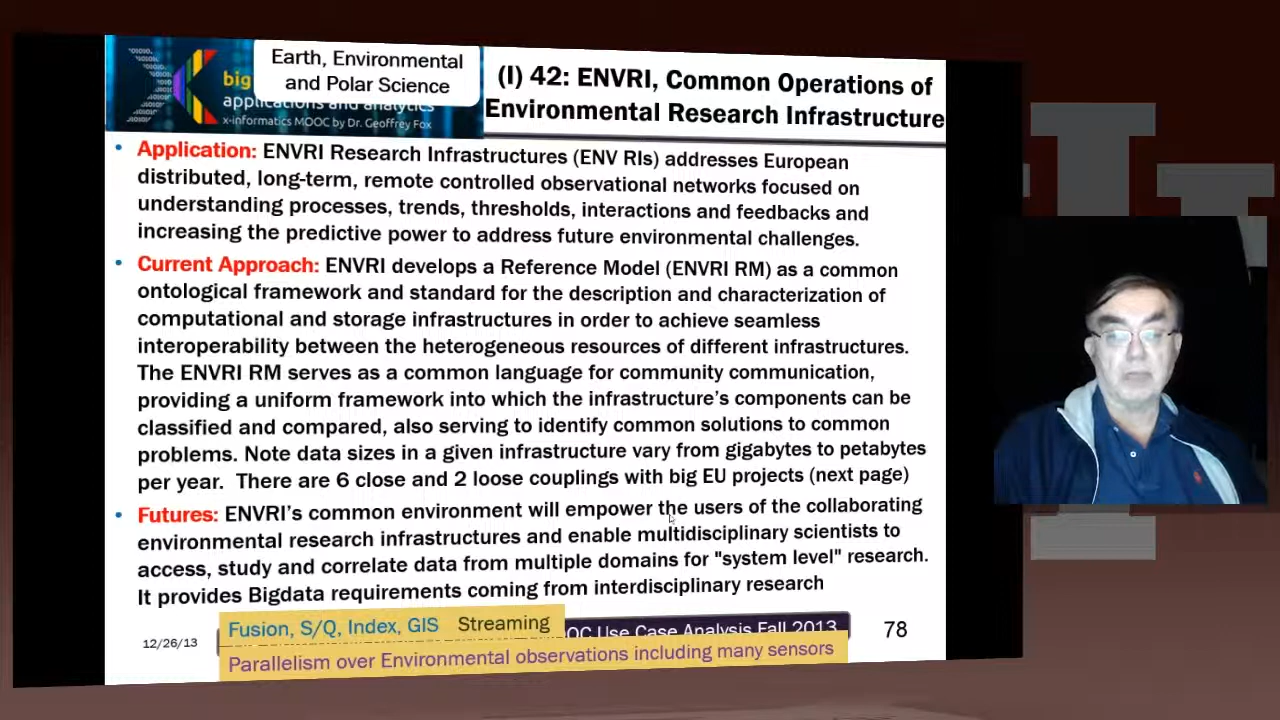 Earth, Environmental
and Polar Science
big
applications and analytics
x-informatics MOOC by Dr. Geoffrey Fox
(I) 42: ENVRI, Common Operations of
Environmental Research Infrastructure
• Application: ENVRI Research Infrastructures (ENV RIs) addresses European
distributed, long-term, remote controlled observational networks focused on
understanding processes, trends, thresholds, interactions and feedbacks and
increasing the predictive power to address future environmental challenges.
• Current Approach: ENVRI develops a Reference Model (ENVRI RM) as a common
ontological framework and standard for the description and characterization of
computational and storage infrastructures in order to achieve seamless
interoperability between the heterogeneous resources of different infrastructures.
The ENVRI RM serves as a common language for community communication,
providing a uniform framework into which the infrastructure's components can be
classified and compared, also serving to identify common solutions to common
problems. Note data sizes in a given infrastructure vary from gigabytes to petabytes
per year. There are 6 close and 2 loose couplings with big EU projects (next page)
• Futures: ENVRI's common environment will empower the users of the collaborating
environmental research infrastructures and enable multidisciplinary scientists to
access, study and correlate data from multiple domains for "system level" research.
It provides Bigdata requirements coming from interdisciplinary research
12/26/13
Fusion, S/Q, Index, GIS Streaming
OC Use Case Analysis Fall 2013
78
Parallelism over Environmental observations including many sensors